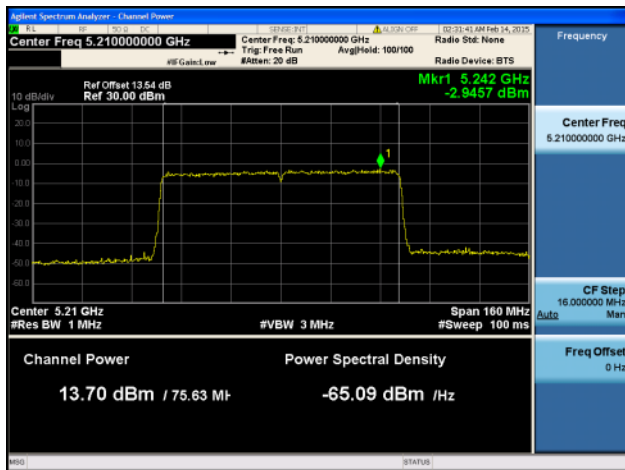 Agilent Spectrum Analyzer - Channel Power
RL RF 50 Ω DC SENSE:INT ALIGN OFF 02:31:41 AM Feb 14, 2015
Center Freq 5.210000000 GHz Center Freq: 5.210000000 GHz Radio Std: None Frequency
Trig: Free Run Avg|Hold: 100/100
#IFGain:Low #Atten: 20 dB Radio Device: BTS
Ref Offset 13.54 dB Mkr1 5.242 GHz
10 dB/div Ref 30.00 dBm -2.9457 dBm
Log
20.0
10.0
0.00
-10.0
-20.0
-30.0
-40.0
-50.0
-60.0
1
Center 5.21 GHz Span 160 MHz
#Res BW 1 MHz #VBW 3 MHz #Sweep 100 ms
Channel Power Power Spectral Density
13.70 dBm / 75.63 MH -65.09 dBm /Hz
Center Freq
5.210000000 GHz
CF Step
16.000000 MHz
Auto Man
Freq Offset
0 Hz
MSG STATUS